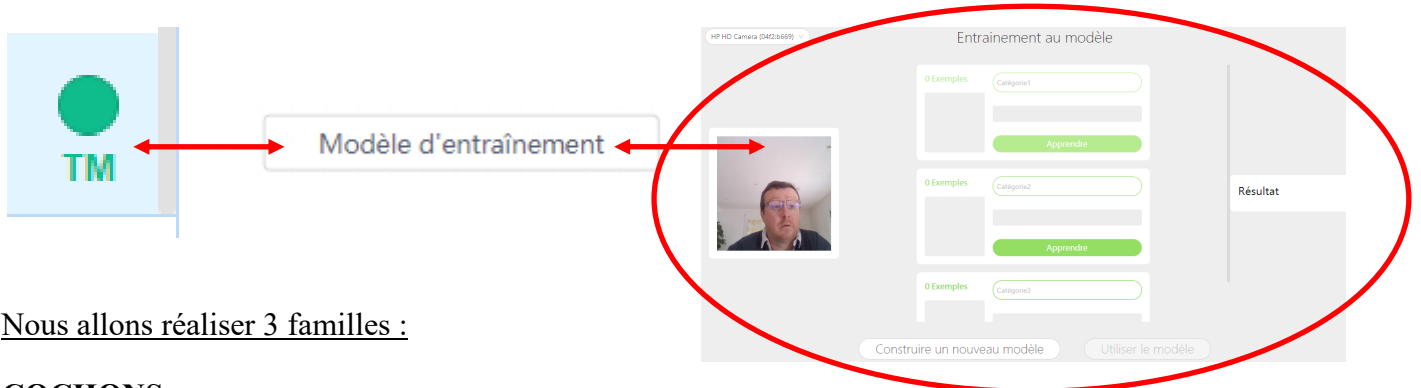 TM
Modèle d'entraînement
HP HD Camera (04f2:b669)
Entrainement au modèle
0 Exemples
Catégorie1
Apprendre
0 Exemples
Catégorie2
Apprendre
0 Exemples
Catégorie3
Résultat
Construire un nouveau modèle
Utiliser le modèle
Nous allons réaliser 3 familles :
COCHONS